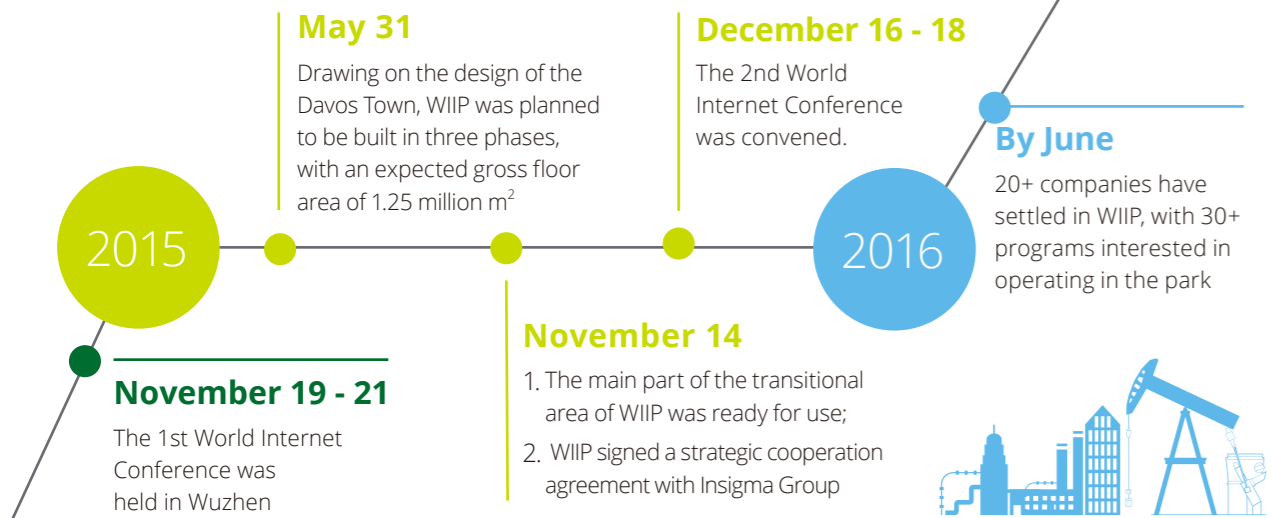 May 31
Drawing on the design of the
Davos Town, WIIP was planned
to be built in three phases,
with an expected gross floor
area of 1.25 million m²
December 16 - 18
The 2nd World
Internet Conference
was convened.
By June
20+ companies have
settled in WIIP, with 30+
programs interested in
operating in the park
2015
2016
November 19 - 21
The 1st World Internet
Conference was
held in Wuzhen
November 14
1. The main part of the transitional
area of WIIP was ready for use;
2. WIIP signed a strategic cooperation
agreement with Insigma Group